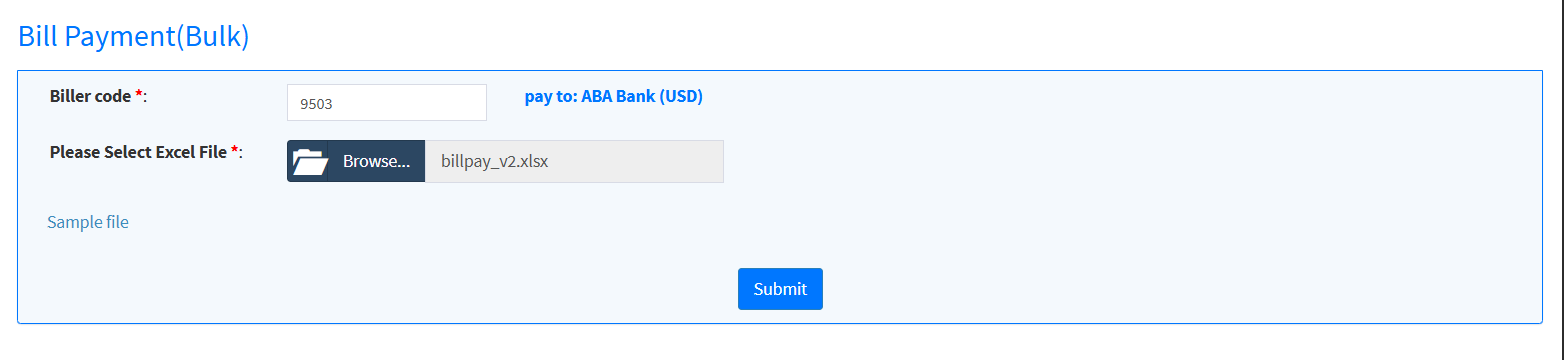 Bill Payment(Bulk)
Biller code *: 9503 pay to: ABA Bank (USD)
Please Select Excel File *: Browse... billpay_v2.xlsx
Sample file
Submit